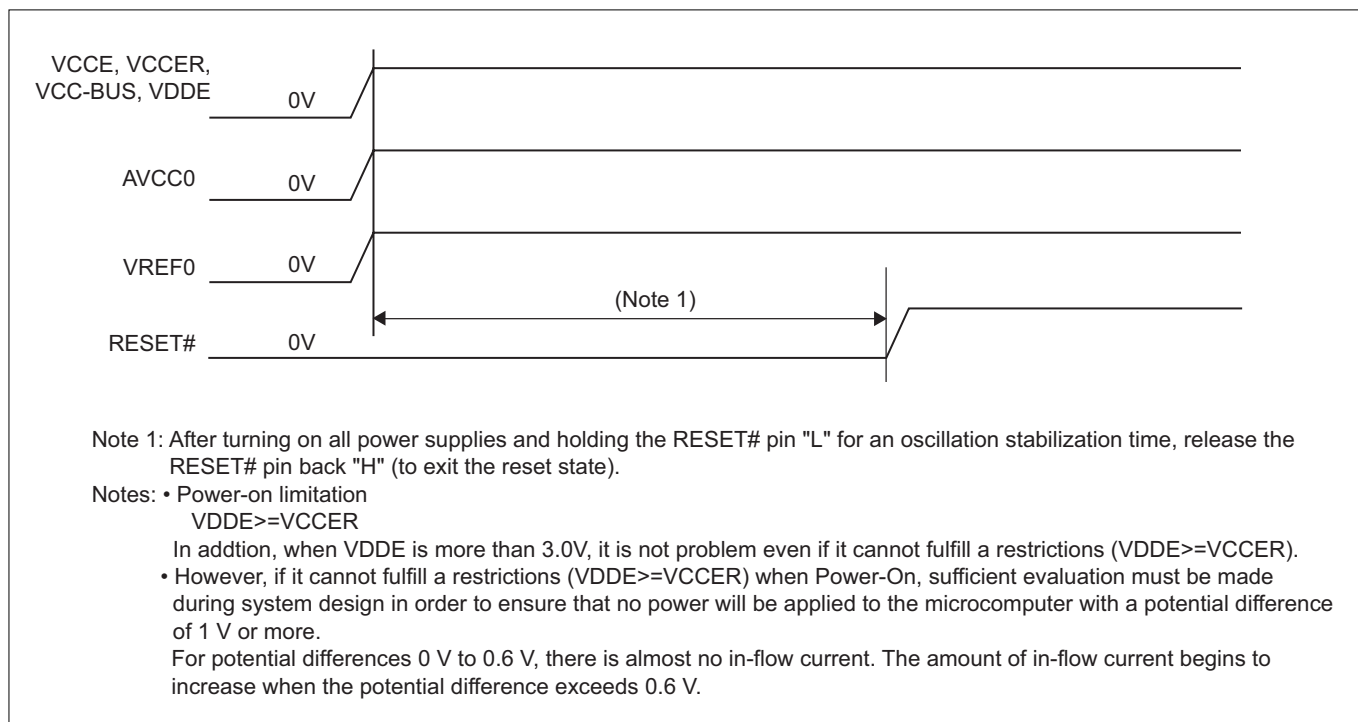 VCCE, VCCER,
VCC-BUS, VDDE
0V
AVCC0
0V
VREF0
0V
(Note 1)
RESET#
0V
Note 1: After turning on all power supplies and holding the RESET# pin "L" for an oscillation stabilization time, release the
RESET# pin back "H" (to exit the reset state).
Notes: • Power-on limitation
VDDE>=VCCER
In addtion, when VDDE is more than 3.0V, it is not problem even if it cannot fulfill a restrictions (VDDE>=VCCER).
• However, if it cannot fulfill a restrictions (VDDE>=VCCER) when Power-On, sufficient evaluation must be made
during system design in order to ensure that no power will be applied to the microcomputer with a potential difference
of 1 V or more.
For potential differences 0 V to 0.6 V, there is almost no in-flow current. The amount of in-flow current begins to
increase when the potential difference exceeds 0.6 V.